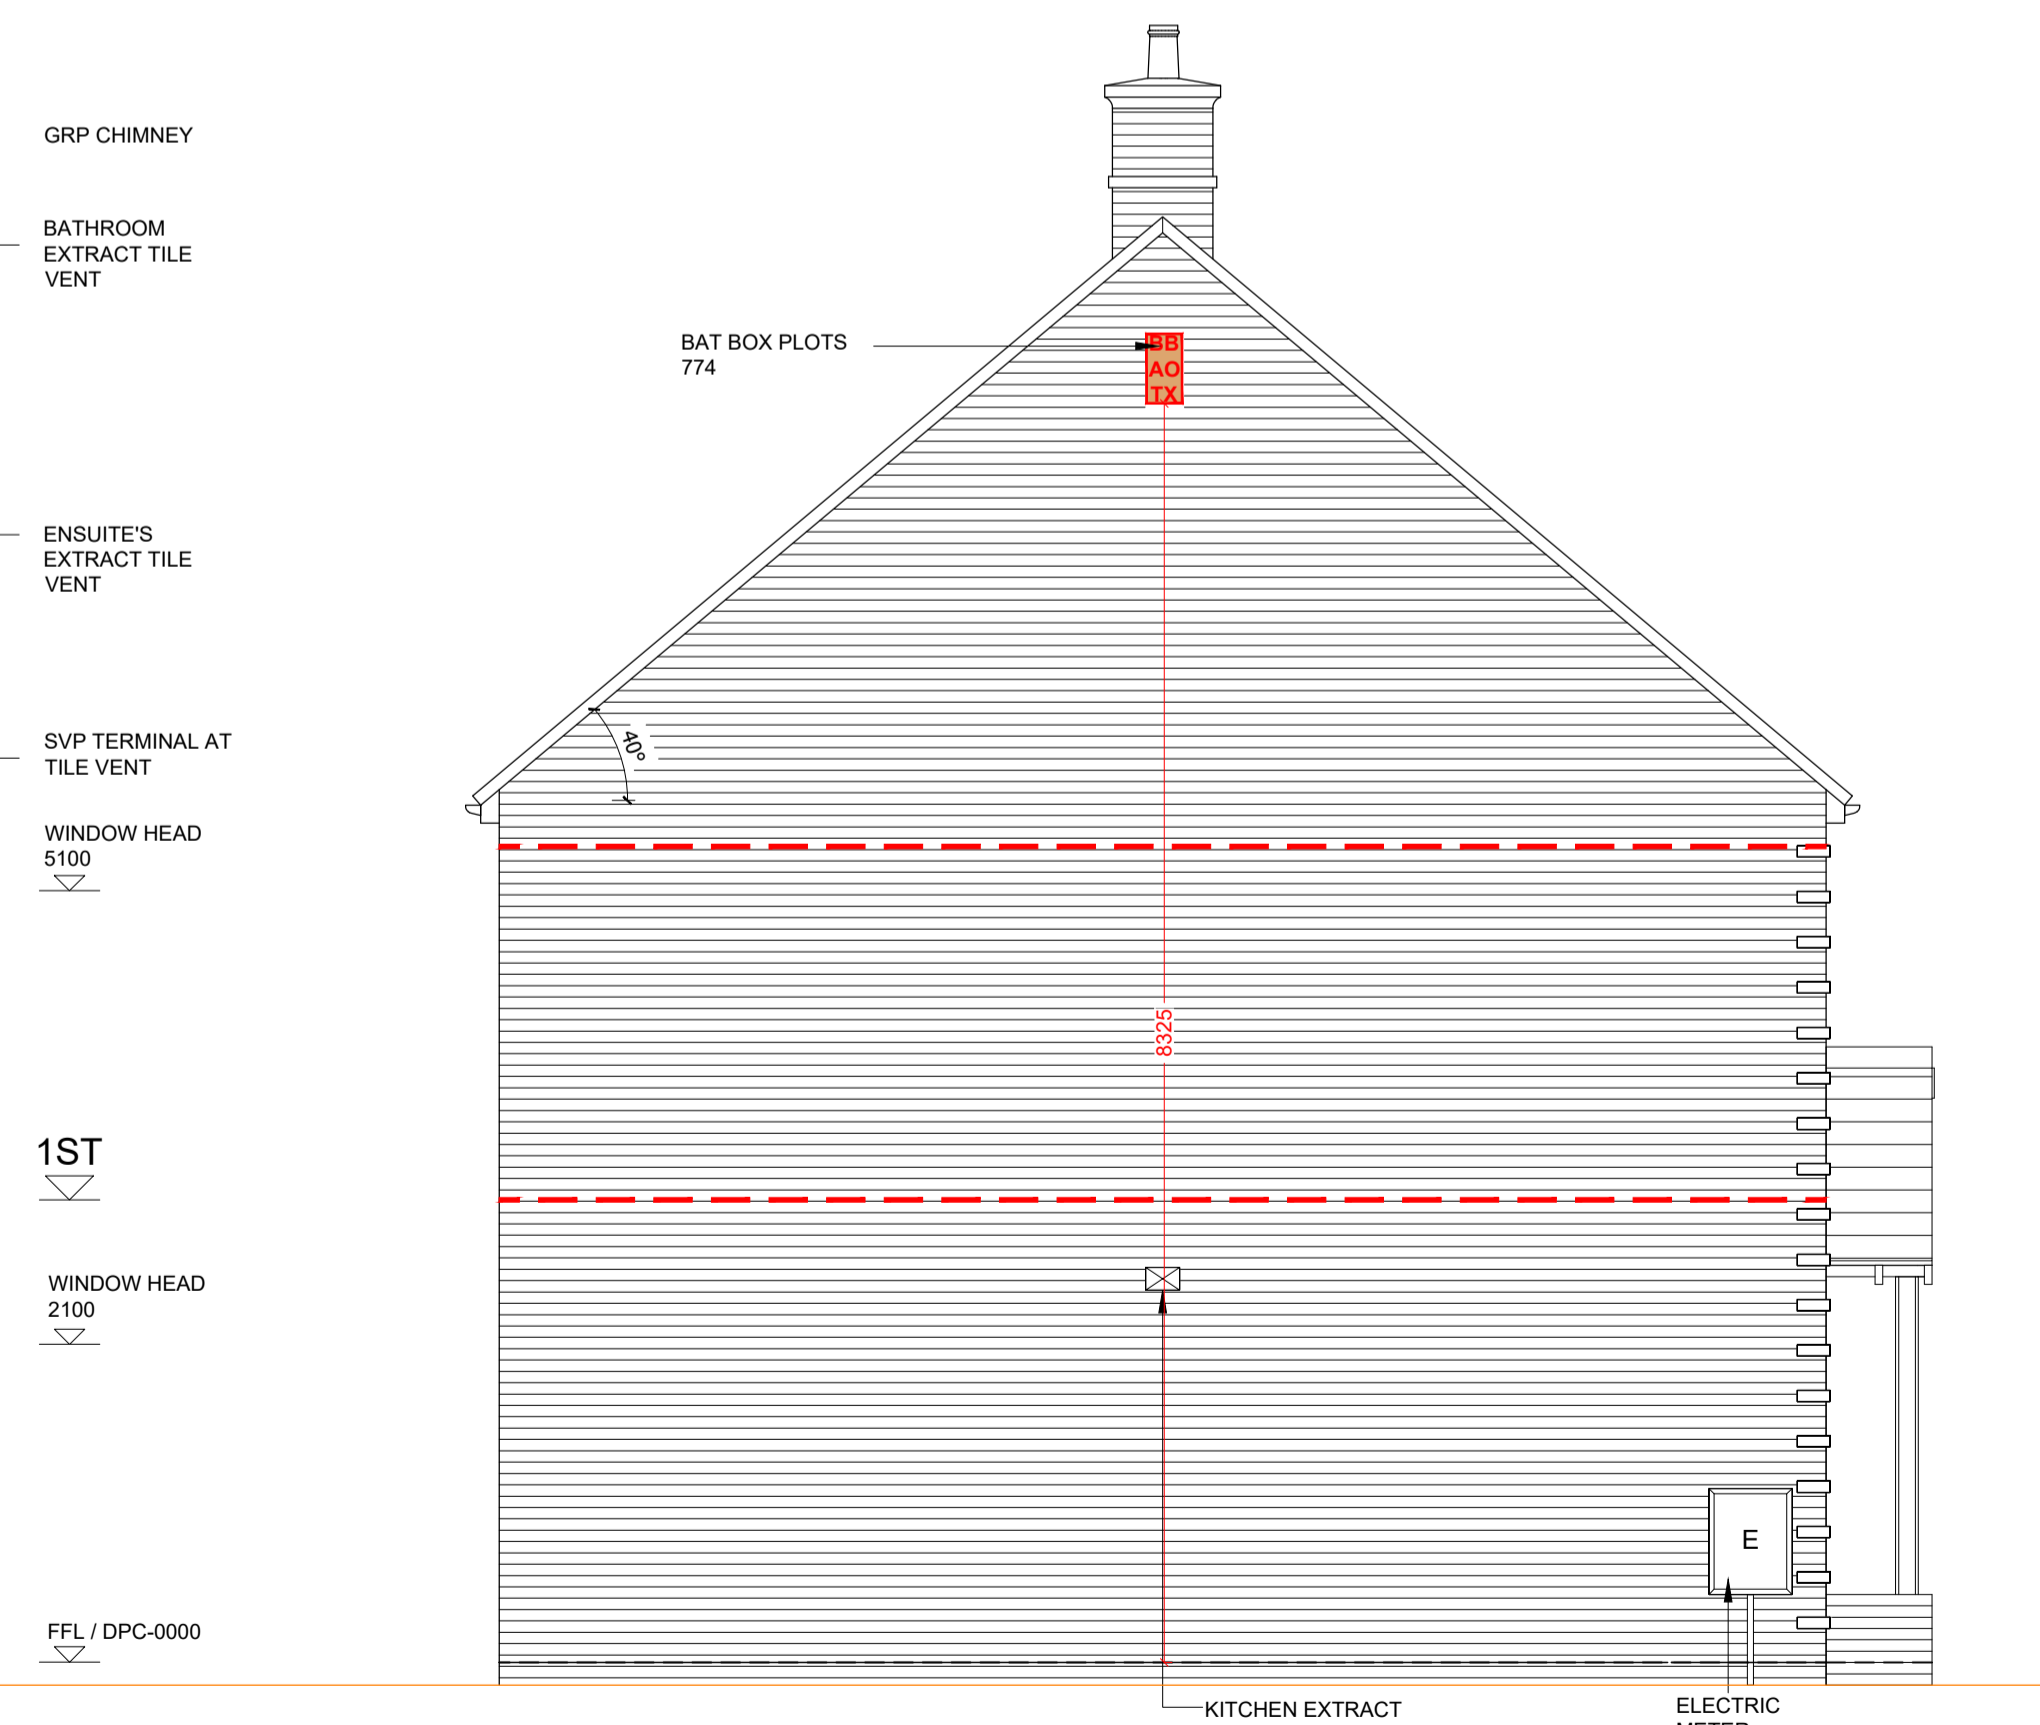 GRP CHIMNEY
BATHROOM
EXTRACT TILE
VENT
BAT BOX PLOTS
774
BB
AO
TX
ENSUITE'S
EXTRACT TILE
VENT
SVP TERMINAL AT
TILE VENT
40°
WINDOW HEAD
5100
8325
1ST
WINDOW HEAD
2100
E
FFL / DPC-0000
KITCHEN EXTRACT
ELECTRIC
METER